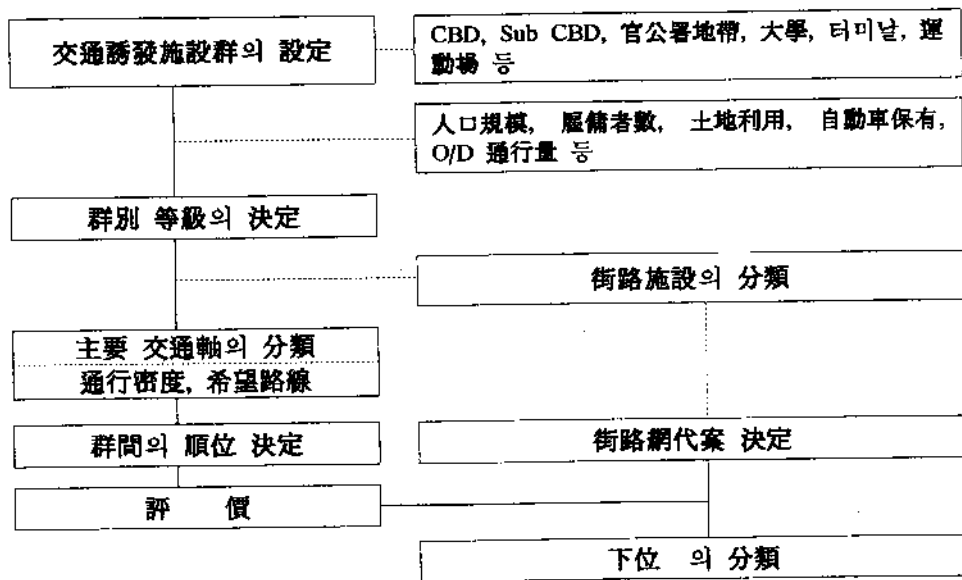 交通誘發施設群의 設定
CBD, Sub CBD, 官公署地帶, 大學, 터미날, 運
動場 등
人口規模, 雇傭者數, 土地利用, 自動車保有,
O/D 通行量 등
群別 等級의 決定
街路施設의 分類
主要 交通軸의 分類
通行密度, 希望路線
群間의 順位 決定
街路網代案 決定
評 價
下位 의 分類